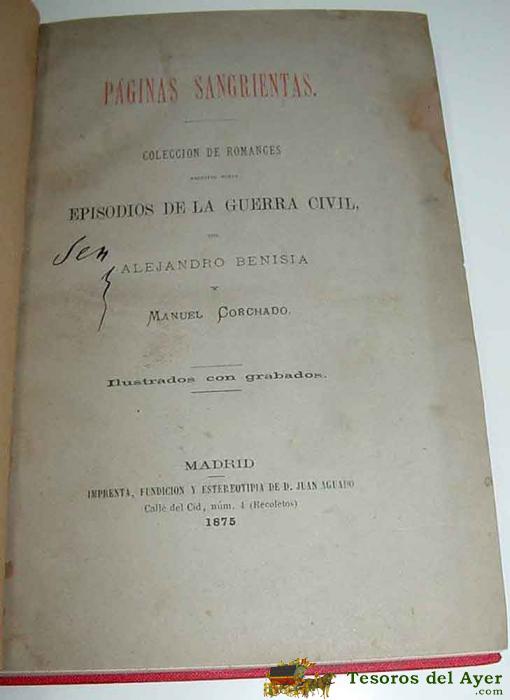 PÁGINAS SANGRIENTAS.
COLECCION DE ROMANCES
EPISODIOS DE LA GUERRA CIVIL,
POR
ALEJANDRO BENISIA
Y
MANUEL CORCHADO.
Ilustrados con grabados.
MADRID
IMPRENTA, FUNDICION Y ESTEREOTIPIA DE D. JUAN AGUADO
Calle del Cid, núm. 4 (Recoletos)
1875
Tesoros del Ayer
.com